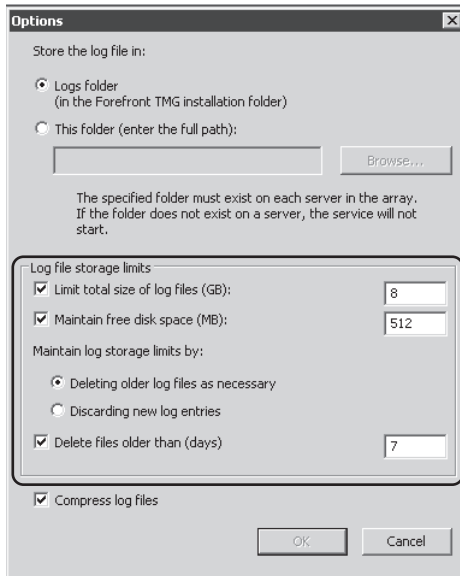 Options
Store the log file in:
Logs folder
(in the Forefront TMG installation folder)
This folder (enter the full path):
Browse...
The specified folder must exist on each server in the array.
If the folder does not exist on a server, the service will not
start.
Log file storage limits
Limit total size of log files (GB): 8
Maintain free disk space (MB): 512
Maintain log storage limits by:
Deleting older log files as necessary
Discarding new log entries
Delete files older than (days) 7
Compress log files
OK Cancel